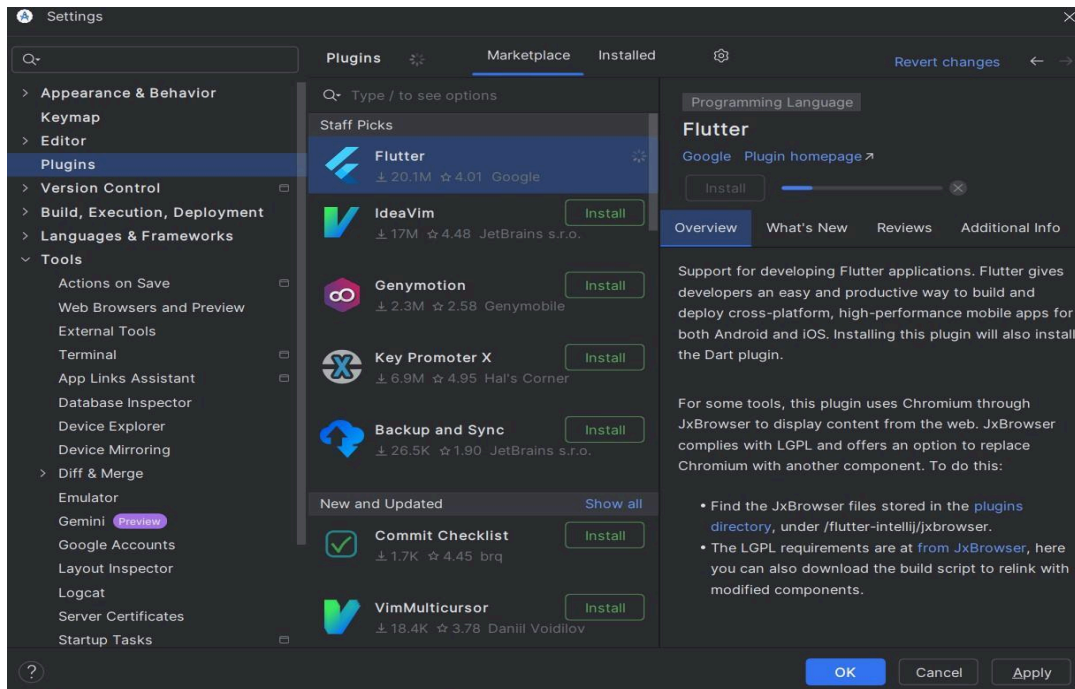 Settings
Appearance & Behavior
Keymap
Editor
Plugins
Version Control
Build, Execution, Deployment
Languages & Frameworks
Tools
Actions on Save
Web Browsers and Preview
External Tools
Terminal
App Links Assistant
Database Inspector
Device Explorer
Device Mirroring
Diff & Merge
Emulator
Gemini Preview
Google Accounts
Layout Inspector
Logcat
Server Certificates
Startup Tasks
Plugins Marketplace Installed
Revert changes
Type / to see options
Staff Picks
Flutter
20.1M 4.01 Google
IdeaVim Install
17M 4.48 JetBrains s.r.o.
Genymotion Install
2.3M 2.58 Genymobile
Key Promoter X Install
6.9M 4.95 Hal's Corner
Backup and Sync Install
26.5K 1.90 JetBrains s.r.o.
New and Updated Show all
Commit Checklist Install
1.7K 4.45 brq
VimMulticursor Install
18.4K 3.78 Daniil Voidilov
Programming Language
Flutter
Google Plugin homepage
Install
Overview What's New Reviews Additional Info
Support for developing Flutter applications. Flutter gives
developers an easy and productive way to build and
deploy cross-platform, high-performance mobile apps for
both Android and iOS. Installing this plugin will also install
the Dart plugin.
For some tools, this plugin uses Chromium through
JxBrowser to display content from the web. JxBrowser
complies with LGPL and offers an option to replace
Chromium with another component. To do this:
• Find the JxBrowser files stored in the plugins
directory, under /flutter-intellij/jxbrowser.
• The LGPL requirements are at from JxBrowser, here
you can also download the build script to relink with
modified components.
? OK Cancel Apply